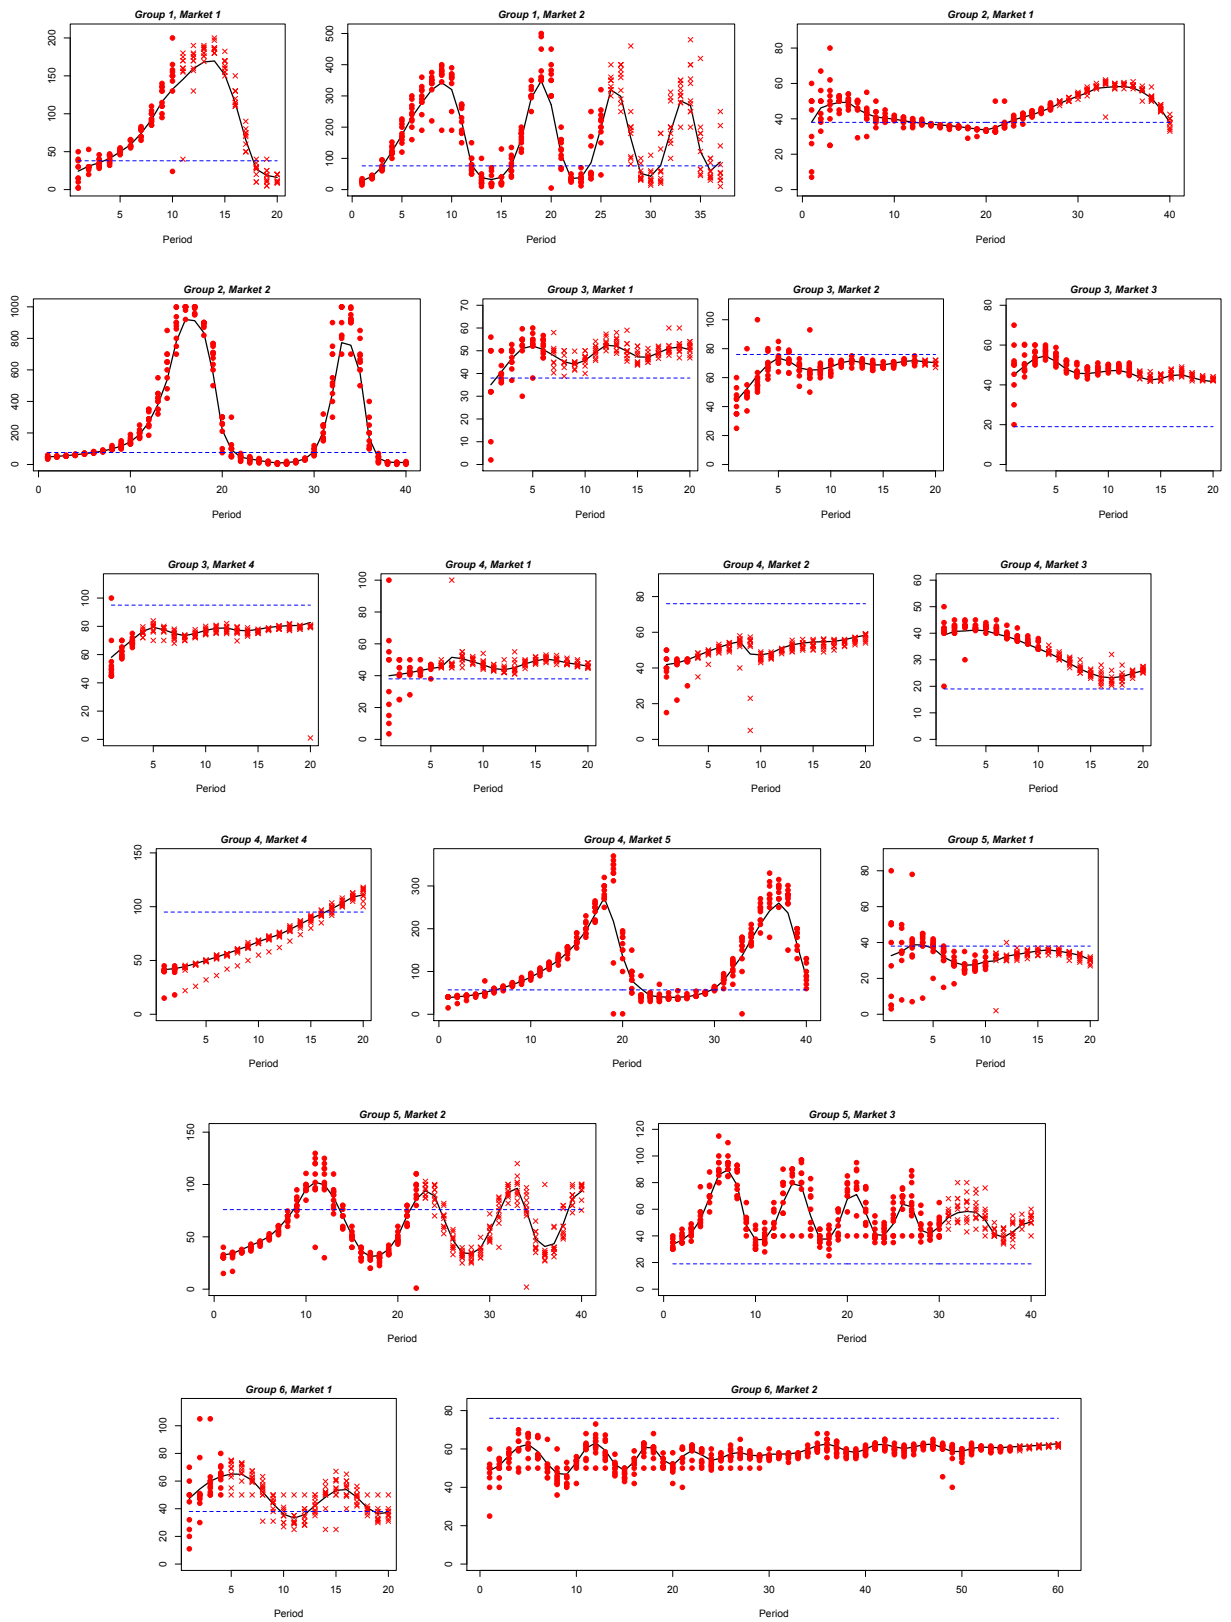 Group 1, Market 1
0 50 100 150 200
5 10 15 20
Period
Group 1, Market 2
0 100 200 300 400 500
0 5 10 15 20 25 30 35
Period
Group 2, Market 1
0 20 40 60 80
0 10 20 30 40
Period
Group 2, Market 2
0 200 400 600 800 1000
0 10 20 30 40
Period
Group 3, Market 1
0 10 20 30 40 50 60 70
5 10 15 20
Period
Group 3, Market 2
0 20 40 60 80 100
5 10 15 20
Period
Group 3, Market 3
0 20 40 60 80
5 10 15 20
Period
Group 3, Market 4
0 20 40 60 80 100
5 10 15 20
Period
Group 4, Market 1
0 20 40 60 80 100
5 10 15 20
Period
Group 4, Market 2
0 20 40 60 80
5 10 15 20
Period
Group 4, Market 3
0 10 20 30 40 50 60
5 10 15 20
Period
Group 4, Market 4
0 50 100 150
5 10 15 20
Period
Group 4, Market 5
0 100 200 300
0 10 20 30 40
Period
Group 5, Market 1
0 20 40 60 80
5 10 15 20
Period
Group 5, Market 2
0 50 100 150
0 10 20 30 40
Period
Group 5, Market 3
0 20 40 60 80 100 120
0 10 20 30 40
Period
Group 6, Market 1
0 20 40 60 80 100
5 10 15 20
Period
Group 6, Market 2
0 20 40 60 80
0 10 20 30 40 50 60
Period